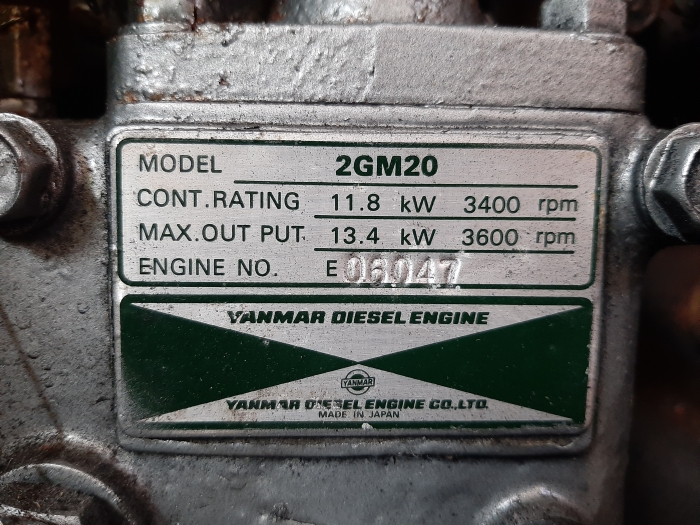 MODEL 2GM20
CONT.RATING 11.8 kW 3400 rpm
MAX.OUT PUT 13.4 kW 3600 rpm
ENGINE NO. E 06047
YANMAR DIESEL ENGINE
YANMAR
YANMAR DIESEL ENGINE CO.,LTD.
MADE IN JAPAN